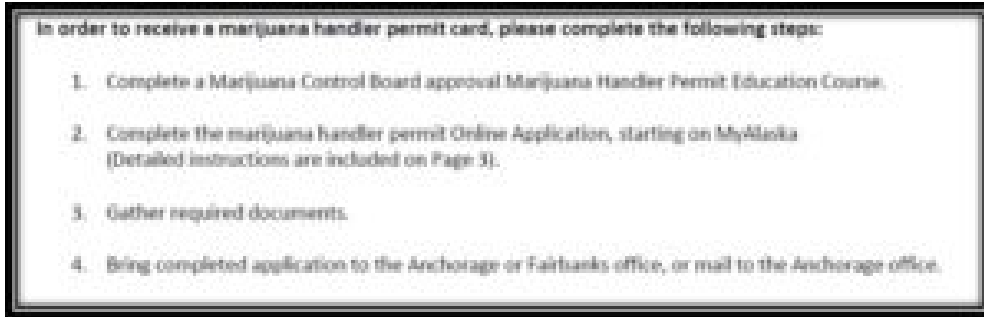 In order to receive a marijuana handler permit card, please complete the following steps:
1. Complete a Marijuana Control Board approval Marijuana Handler Permit Education Course.
2. Complete the marijuana handler permit Online Application, starting on MyAlaska
(Detailed instructions are included on Page 3).
3. Gather required documents.
4. Bring completed application to the Anchorage or Fairbanks office, or mail to the Anchorage office.